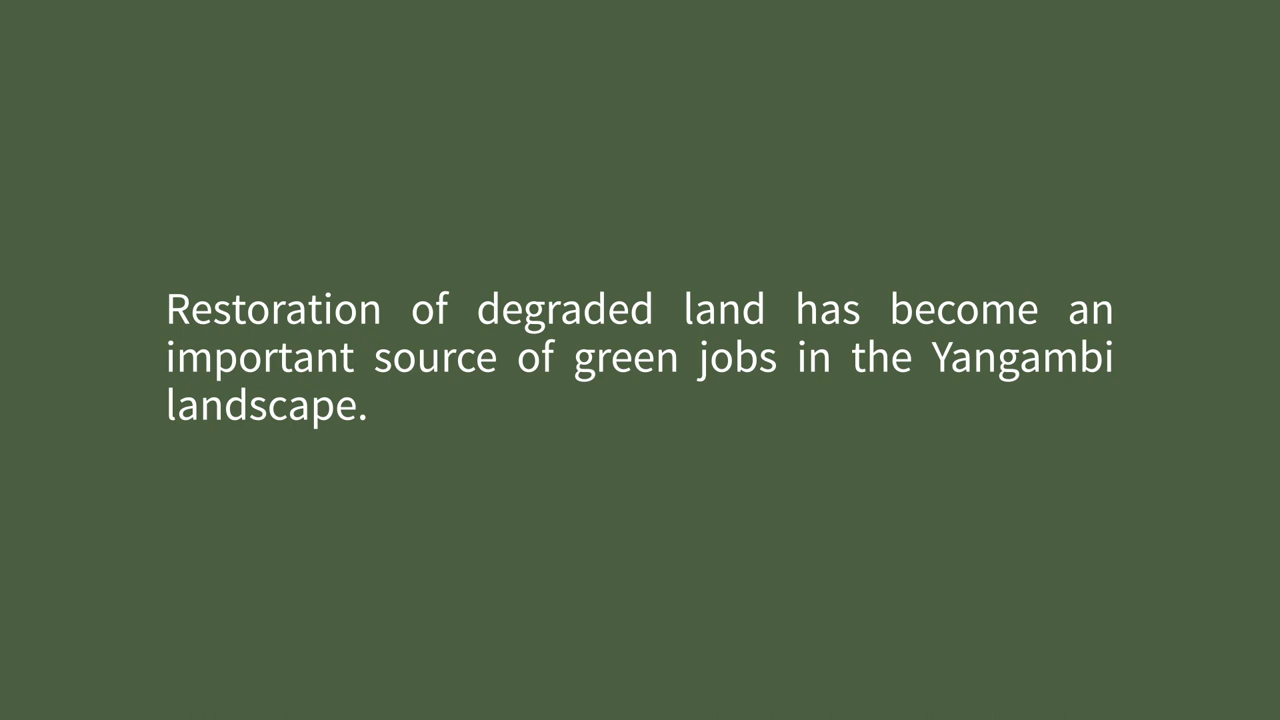 Restoration of degraded land has become an
important source of green jobs in the Yangambi
landscape.